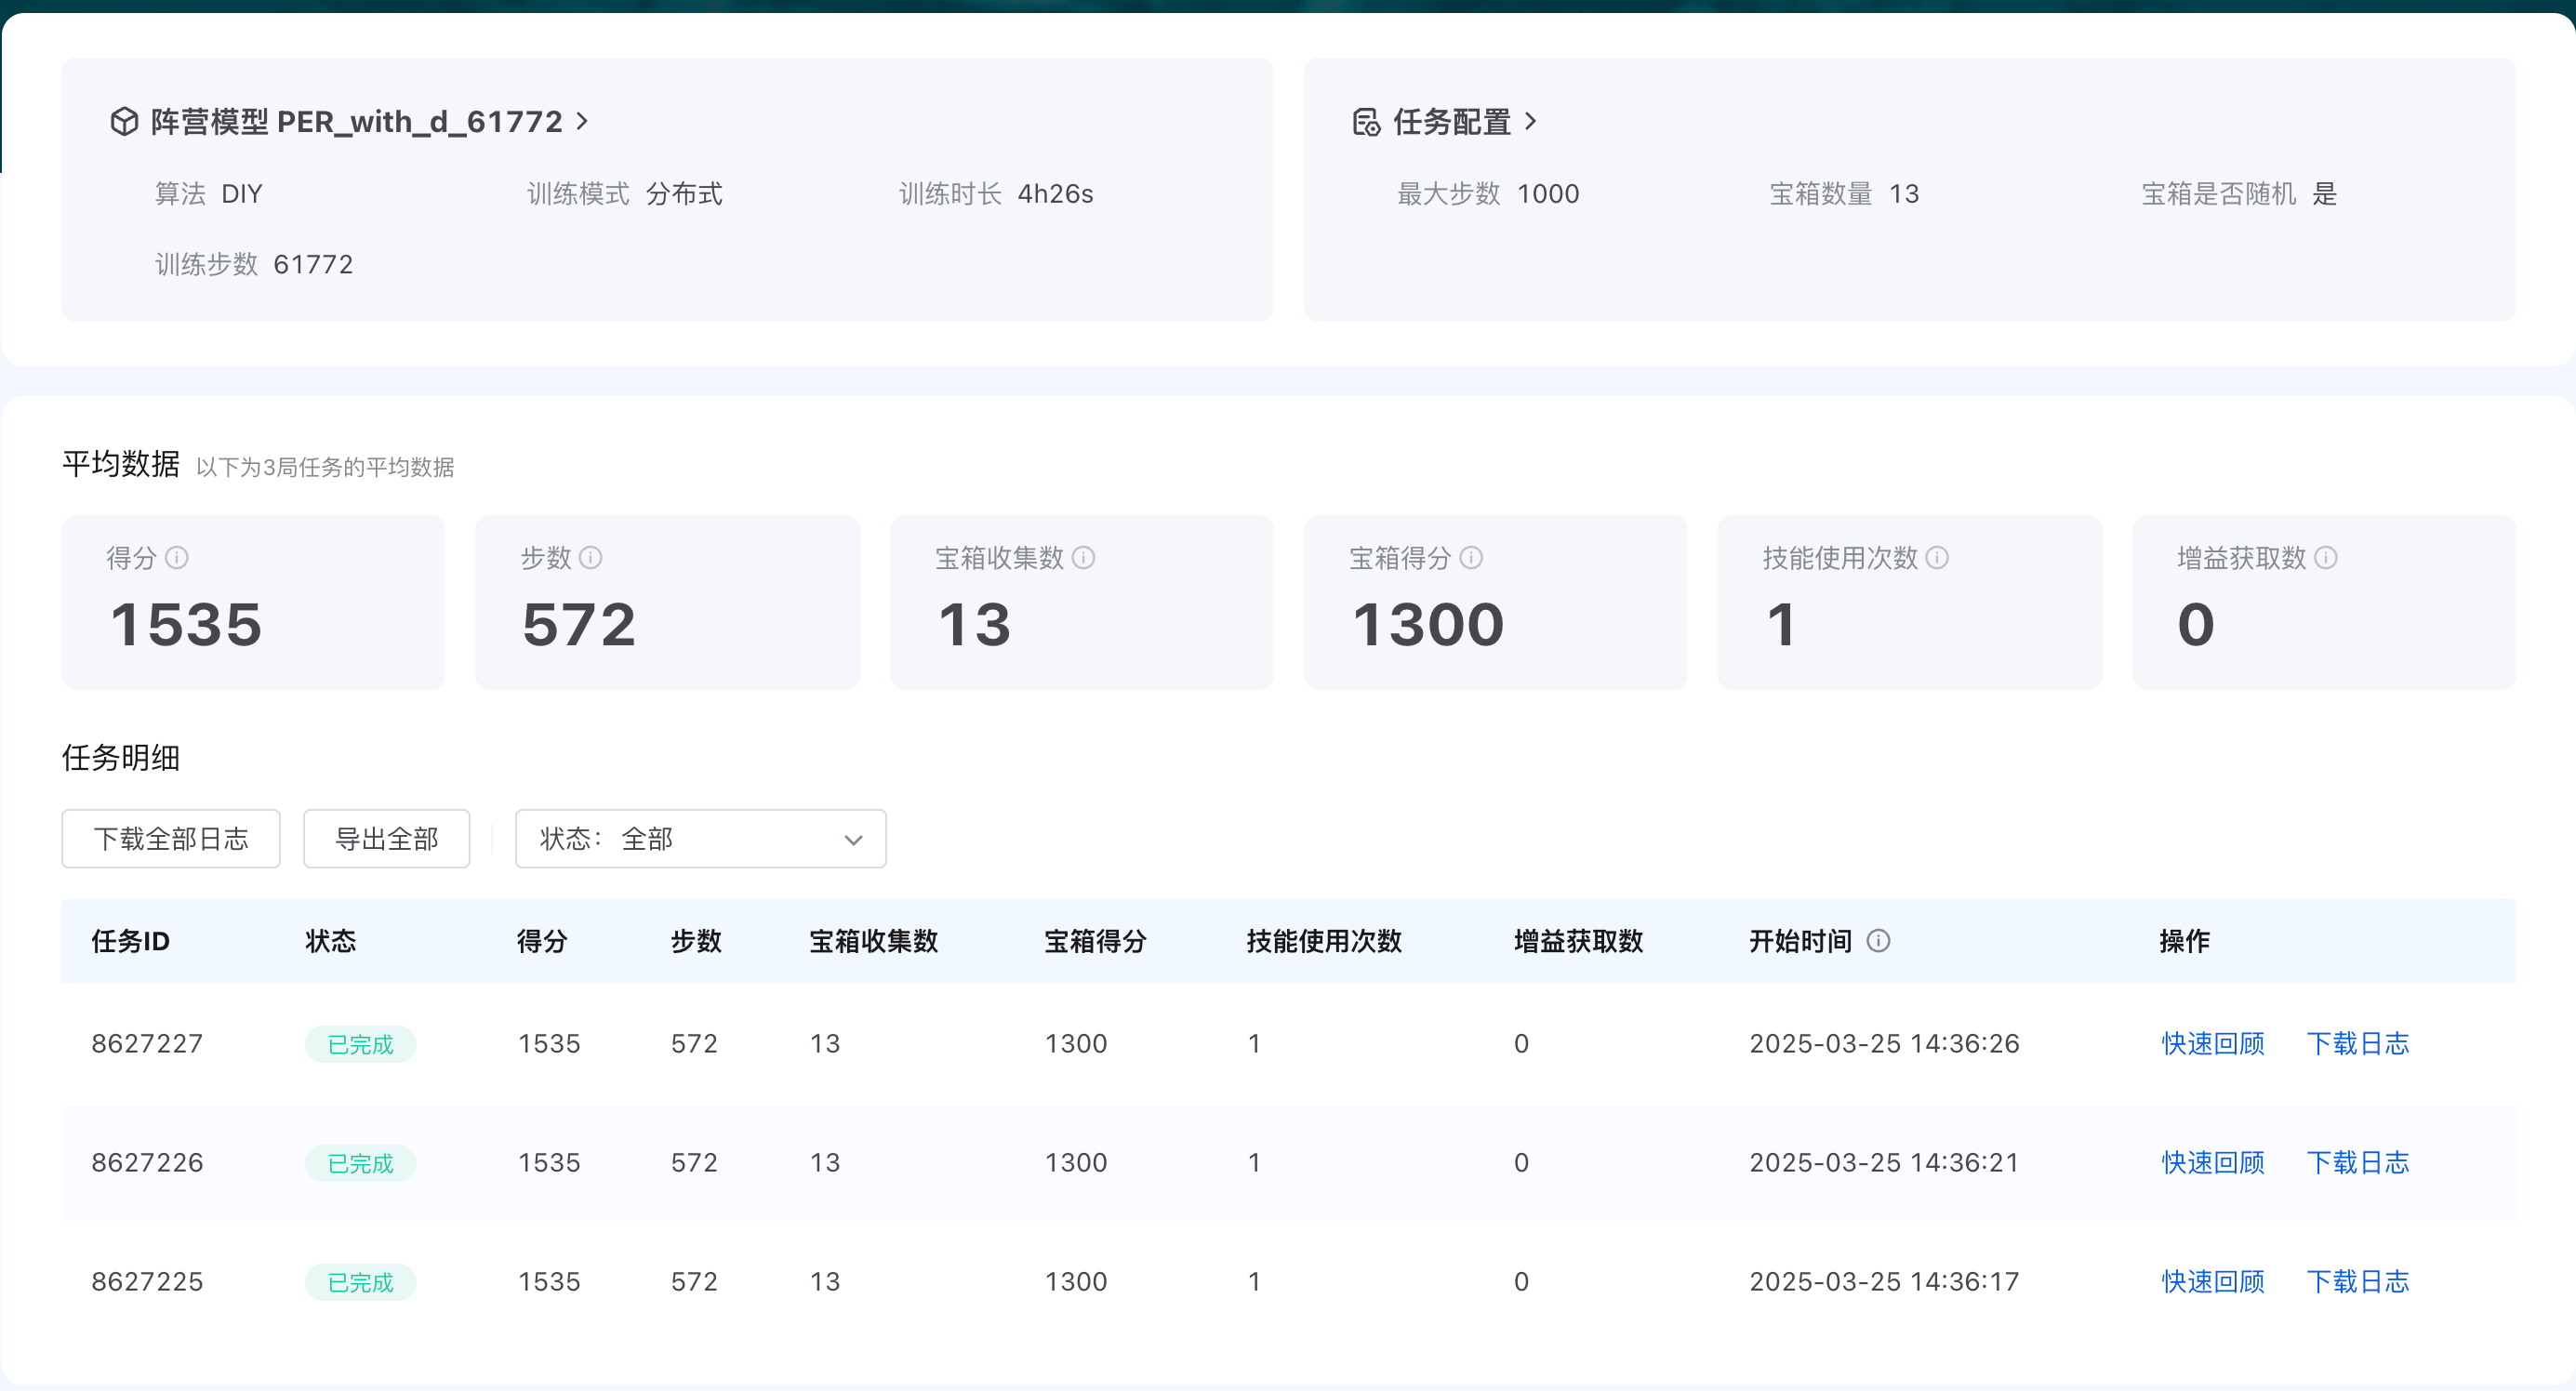 阵营模型 PER_with_d_61772
算法 DIY 训练模式 分布式 训练时长 4h26s
训练步数 61772
任务配置
最大步数 1000 宝箱数量 13 宝箱是否随机 是
平均数据 以下为3局任务的平均数据
得分 步数 宝箱收集数 宝箱得分 技能使用次数 增益获取数
1535 572 13 1300 1 0
任务明细
下载全部日志 导出全部 状态： 全部
任务ID 状态 得分 步数 宝箱收集数 宝箱得分 技能使用次数 增益获取数 开始时间 操作
8627227 已完成 1535 572 13 1300 1 0 2025-03-25 14:36:26 快速回顾 下载日志
8627226 已完成 1535 572 13 1300 1 0 2025-03-25 14:36:21 快速回顾 下载日志
8627225 已完成 1535 572 13 1300 1 0 2025-03-25 14:36:17 快速回顾 下载日志